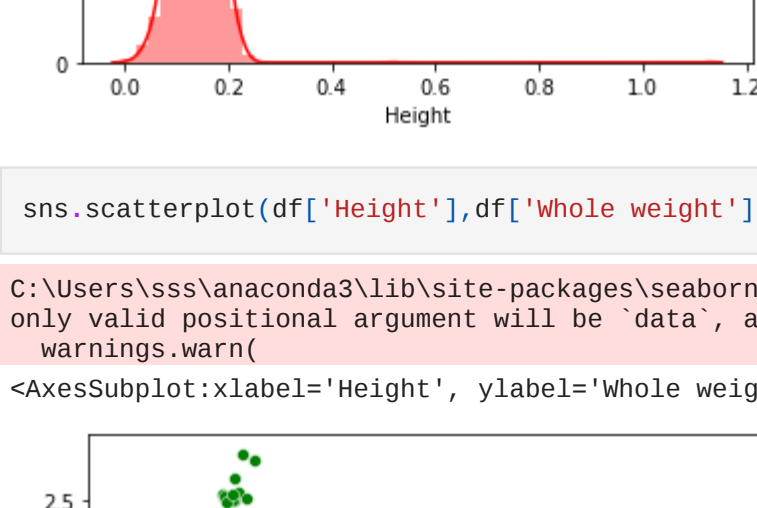 0
0.0 0.2 0.4 0.6 0.8 1.0 1.2
Height
sns.scatterplot(df['Height'],df['Whole weight']
C:\Users\sss\anaconda3\lib\site-packages\seaborn
only valid positional argument will be `data`, a
warnings.warn(
<AxesSubplot:xlabel='Height', ylabel='Whole weig
2.5